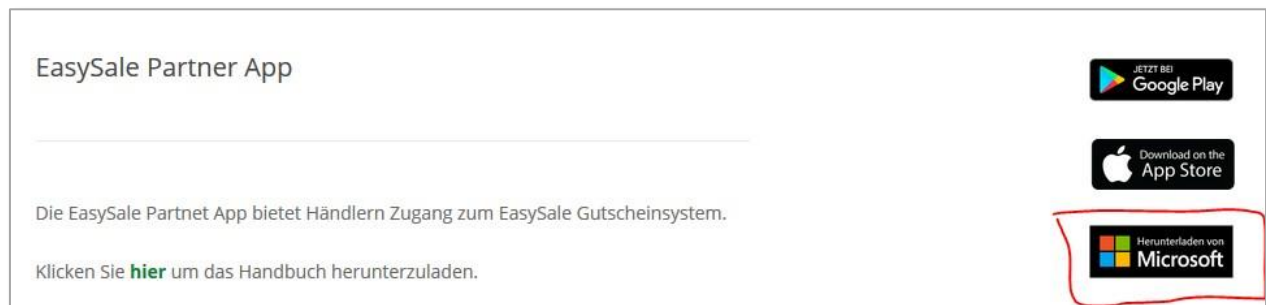 EasySale Partner App
JETZT BEI
Google Play
Download on the
App Store
Die EasySale Partnet App bietet Händlern Zugang zum EasySale Gutscheinsystem.
Herunterladen von
Microsoft
Klicken Sie hier um das Handbuch herunterzuladen.